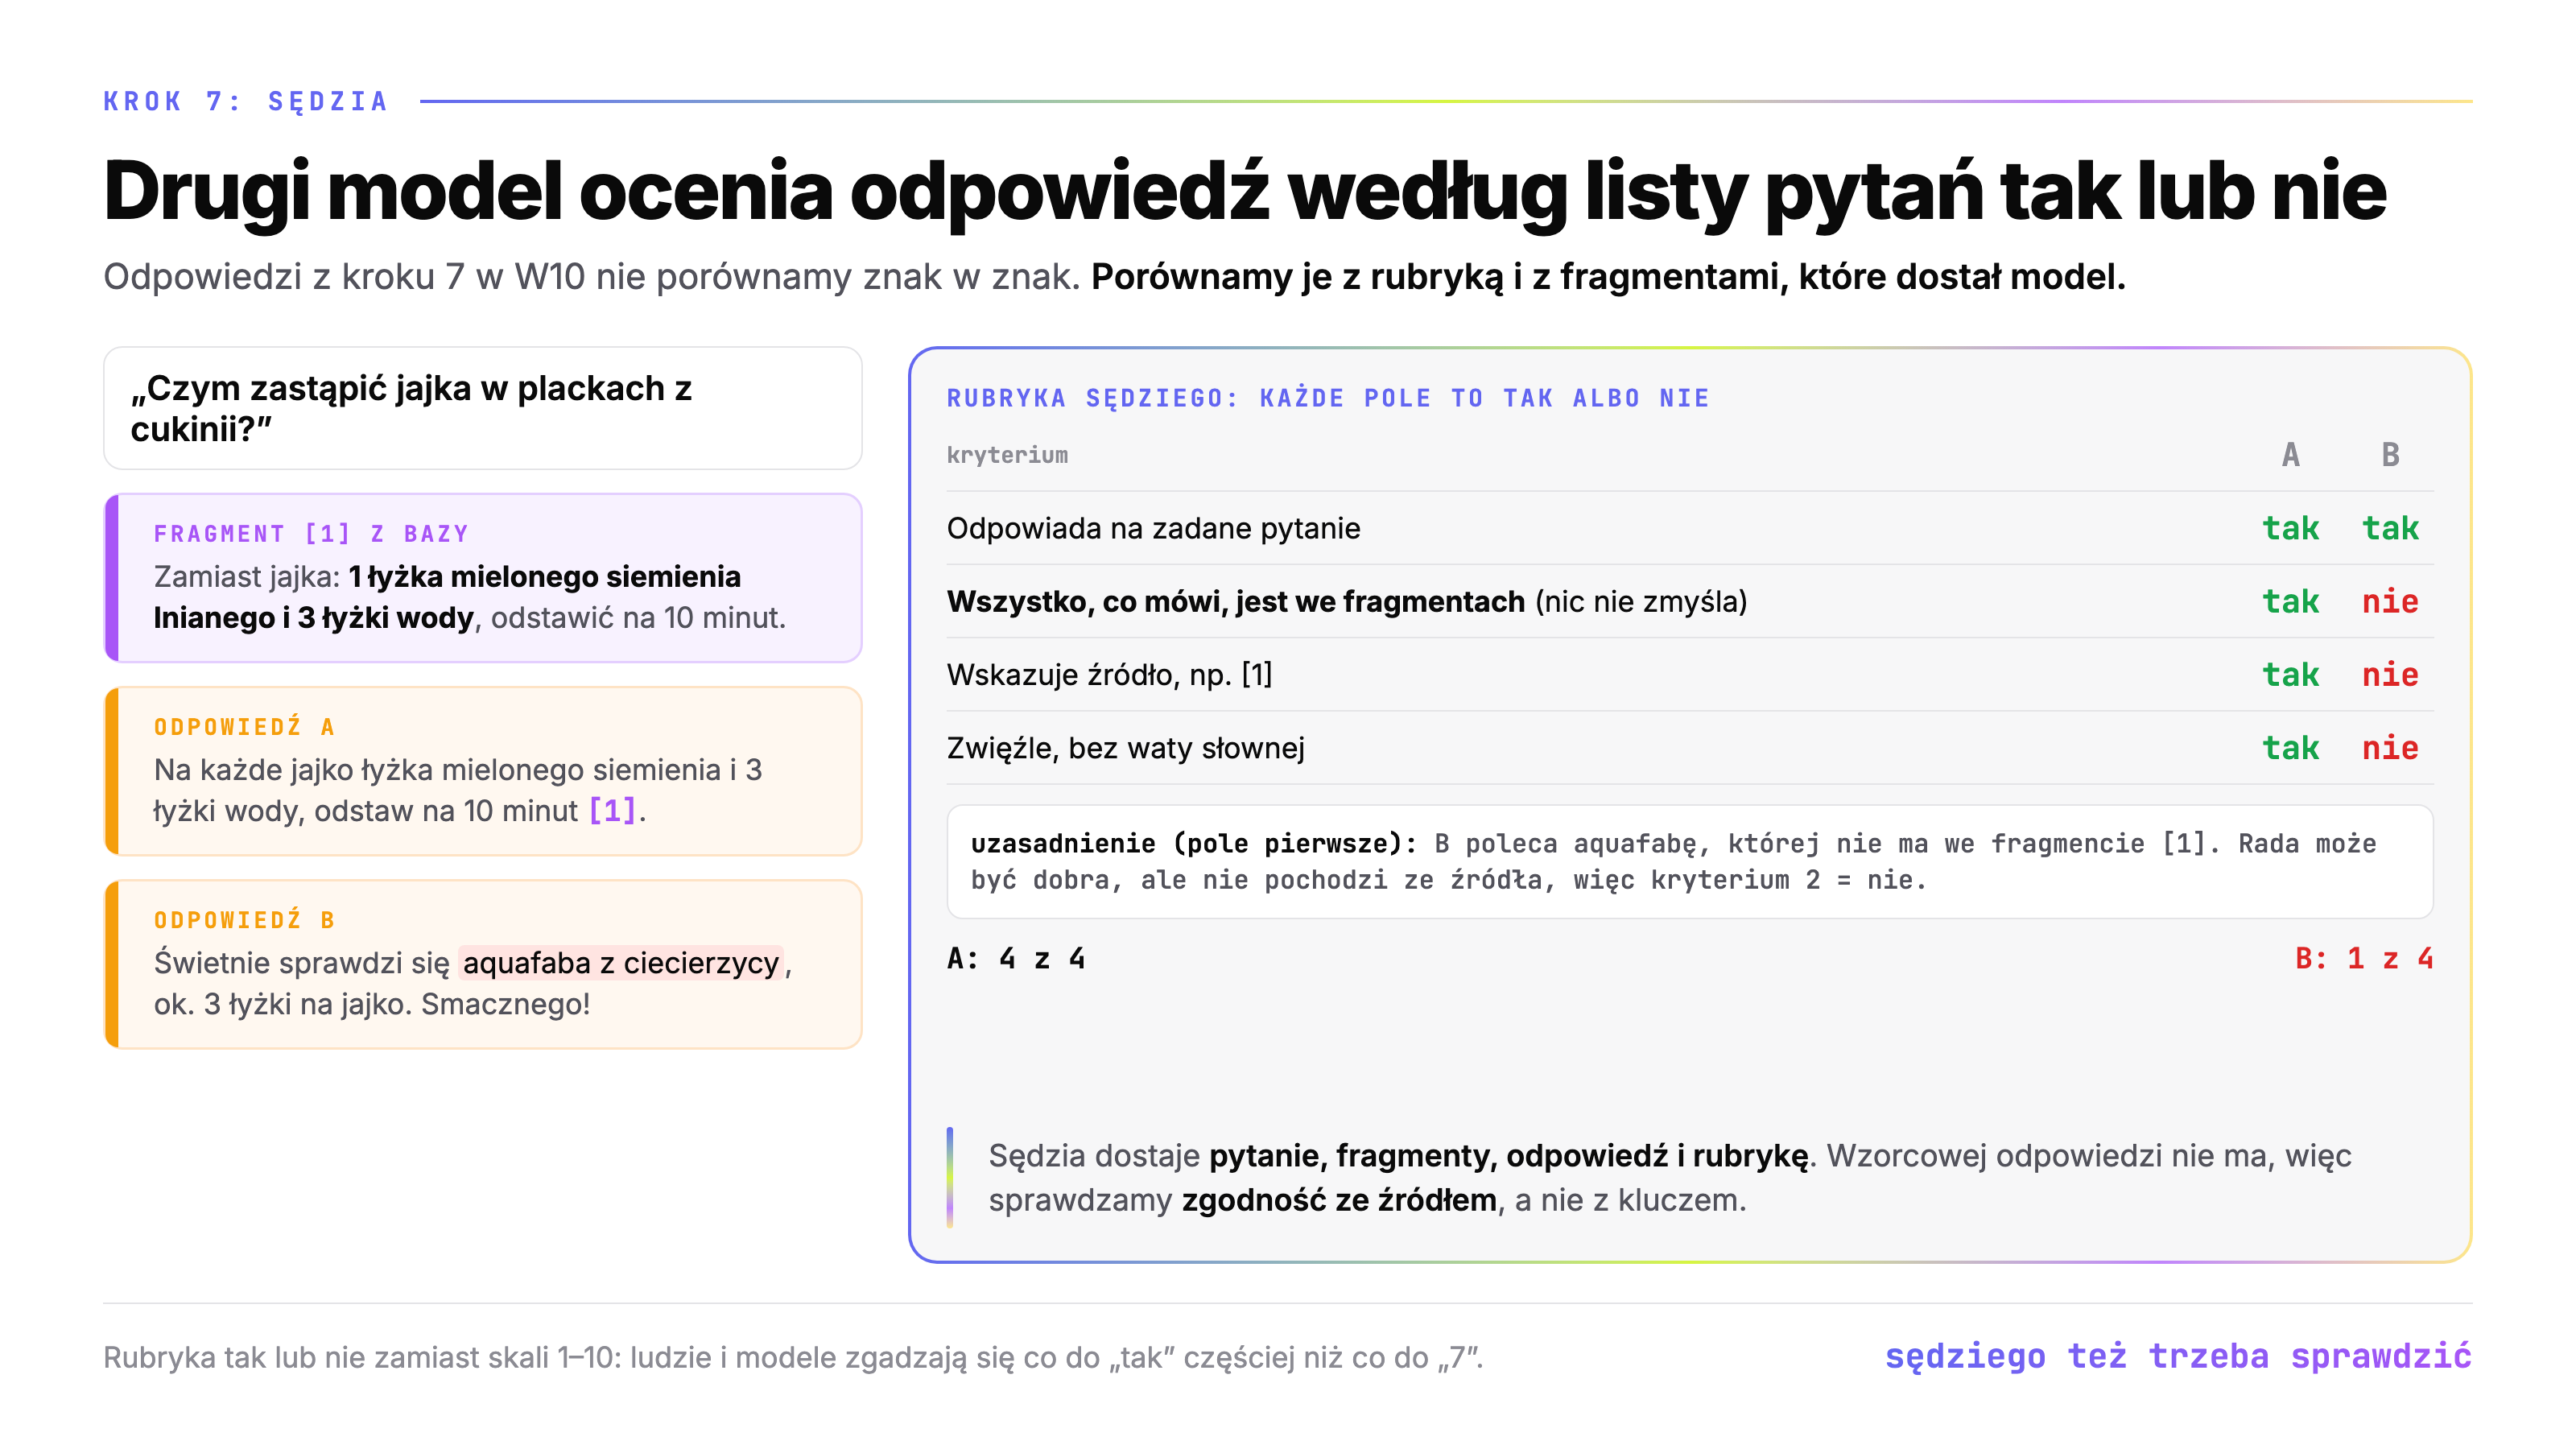 KROK 7: SĘDZIA
Drugi model ocenia odpowiedź według listy pytań tak lub nie
Odpowiedzi z kroku 7 w W10 nie porównamy znak w znak. Porównamy je z rubryką i z fragmentami, które dostał model.
„Czym zastąpić jajka w plackach z
cukinii?”
FRAGMENT [1] Z BAZY
Zamiast jajka: 1 łyżka mielonego siemienia
lnianego i 3 łyżki wody, odstawić na 10 minut.
ODPOWIEDŹ A
Na każde jajko łyżka mielonego siemienia i 3
łyżki wody, odstaw na 10 minut [1].
ODPOWIEDŹ B
Świetnie sprawdzi się aquafaba z ciecierzycy,
ok. 3 łyżki na jajko. Smacznego!
RUBRYKA SĘDZIEGO: KAŻDE POLE TO TAK ALBO NIE
kryterium A B
Odpowiada na zadane pytanie tak tak
Wszystko, co mówi, jest we fragmentach (nic nie zmyśla) tak nie
Wskazuje źródło, np. [1] tak nie
Zwięźle, bez waty słownej tak nie
uzasadnienie (pole pierwsze): B poleca aquafabę, której nie ma we fragmencie [1]. Rada może
być dobra, ale nie pochodzi ze źródła, więc kryterium 2 = nie.
A: 4 z 4 B: 1 z 4
Sędzia dostaje pytanie, fragmenty, odpowiedź i rubrykę. Wzorcowej odpowiedzi nie ma, więc
sprawdzamy zgodność ze źródłem, a nie z kluczem.
Rubryka tak lub nie zamiast skali 1–10: ludzie i modele zgadzają się co do „tak” częściej niż co do „7”.
sędziego też trzeba sprawdzić